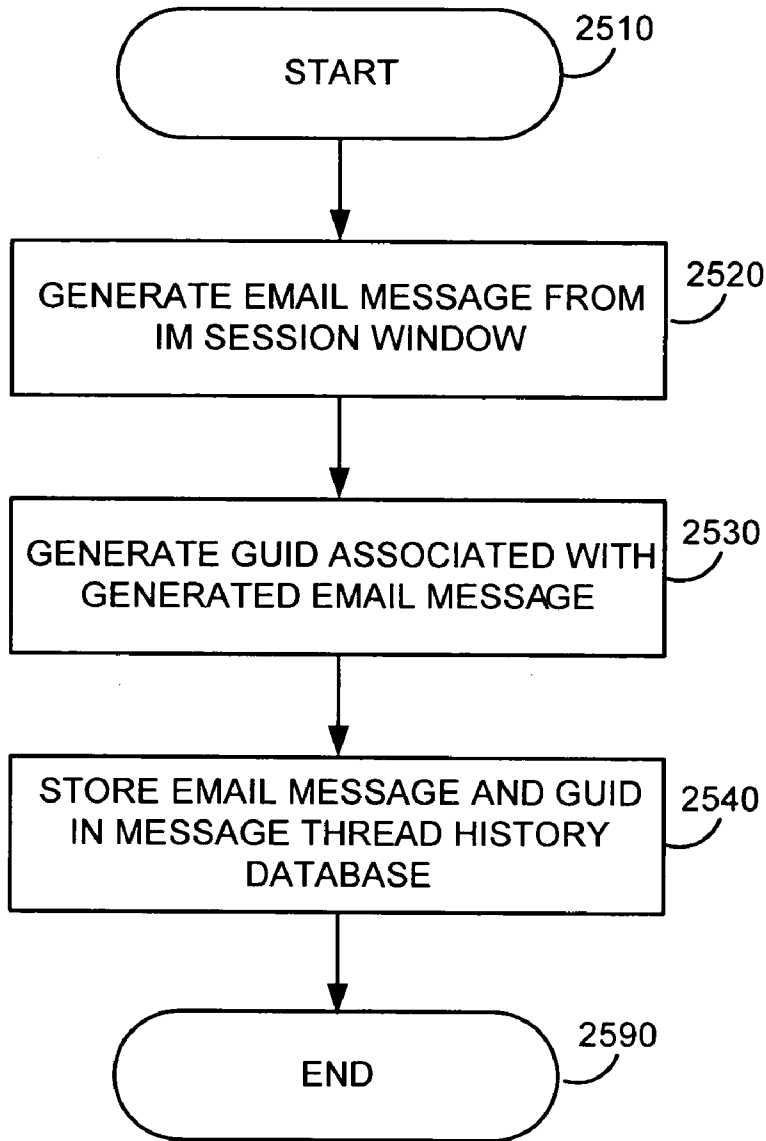 START
2510
GENERATE EMAIL MESSAGE FROM
IM SESSION WINDOW
2520
GENERATE GUID ASSOCIATED WITH
GENERATED EMAIL MESSAGE
2530
STORE EMAIL MESSAGE AND GUID
IN MESSAGE THREAD HISTORY
DATABASE
2540
END
2590